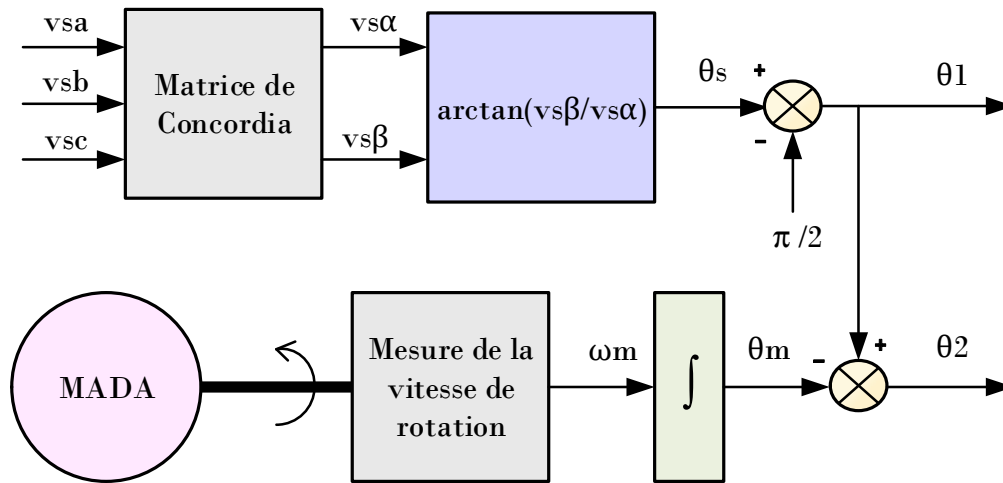 vsa
vsb
vsc
Matrice de
Concordia
vsα
vsβ
arctan(vsβ/vsα)
θs
+
-
π /2
θ1
MADA
Mesure de la
vitesse de
rotation
ωm
∫
θm
-
+
θ2